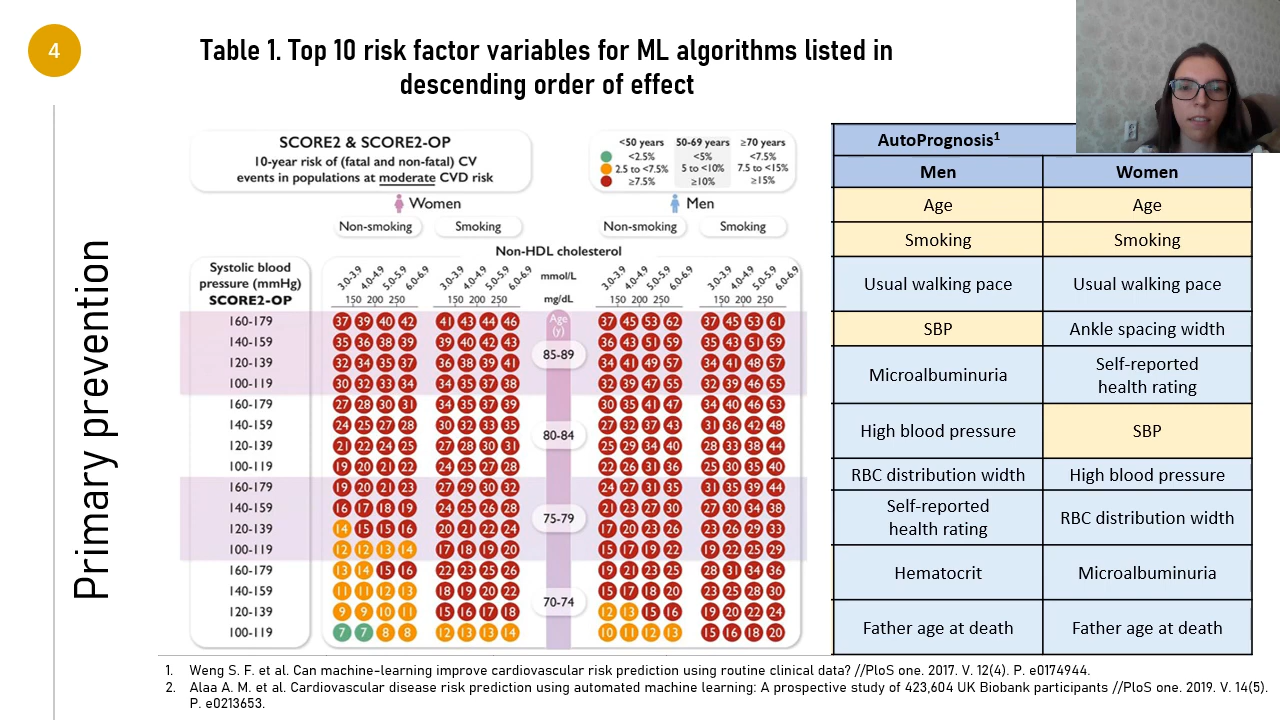 4
Table 1. Top 10 risk factor variables for ML algorithms listed in
descending order of effect
Primary prevention
SCORE2 & SCORE2-OP
10-year risk of (fatal and non-fatal) CV
events in populations at moderate CVD risk
<50 years 50-69 years ≥70 years
<2.5% <5% <7.5%
2.5 to <7.5% 5 to <10% 7.5 to <15%
≥7.5% ≥10% ≥15%
Women Men
Non-smoking Smoking Non-smoking Smoking
Non-HDL cholesterol
Systolic blood
pressure (mmHg)
SCORE2-OP
3.0-3.9 4.0-4.9 5.0-5.9 6.0-6.9 3.0-3.9 4.0-4.9 5.0-5.9 6.0-6.9 mmol/L 3.0-3.9 4.0-4.9 5.0-5.9 6.0-6.9 3.0-3.9 4.0-4.9 5.0-5.9 6.0-6.9
150 200 250 150 200 250 mg/dL 150 200 250 150 200 250
Age
(y)
160-179 37 39 40 42 41 43 44 46 37 45 53 62 37 45 53 61
140-159 35 36 38 39 39 40 42 43 36 43 51 59 35 43 51 59
85-89
120-139 32 34 35 37 36 38 39 41 34 41 49 57 34 41 48 57
100-119 30 32 33 34 34 35 37 38 32 39 47 55 32 39 46 55
160-179 27 28 30 31 34 35 37 39 30 35 41 47 34 40 46 53
140-159 24 25 27 28 30 32 33 35 27 32 37 43 31 36 42 48
80-84
120-139 21 22 24 25 27 28 30 31 25 29 34 40 28 33 38 44
100-119 19 20 21 22 24 25 27 28 22 26 31 36 25 30 35 40
160-179 19 20 21 23 27 29 30 32 24 27 31 35 31 35 39 44
140-159 16 17 18 19 24 25 26 28 21 23 27 30 27 30 34 38
75-79
120-139 14 15 15 16 20 21 22 24 17 20 23 26 23 26 29 33
100-119 12 12 13 14 17 18 19 20 15 17 19 22 19 22 25 29
160-179 13 14 15 16 22 23 25 26 19 21 23 25 28 31 34 36
140-159 11 11 12 13 18 19 20 22 15 17 18 20 23 25 28 30
70-74
120-139 9 9 10 11 15 16 17 18 12 13 15 16 19 20 22 24
100-119 7 7 8 8 12 13 13 14 10 11 12 13 15 16 18 20
AutoPrognosis1
Men Women
Age Age
Smoking Smoking
Usual walking pace Usual walking pace
SBP Ankle spacing width
Microalbuminuria Self-reported
health rating
High blood pressure SBP
RBC distribution width High blood pressure
Self-reported
health rating RBC distribution width
Hematocrit Microalbuminuria
Father age at death Father age at death
1. Weng S. F. et al. Can machine-learning improve cardiovascular risk prediction using routine clinical data? //PloS one. 2017. V. 12(4). P. e0174944.
2. Alaa A. M. et al. Cardiovascular disease risk prediction using automated machine learning: A prospective study of 423,604 UK Biobank participants //PloS one. 2019. V. 14(5).
P. e0213653.